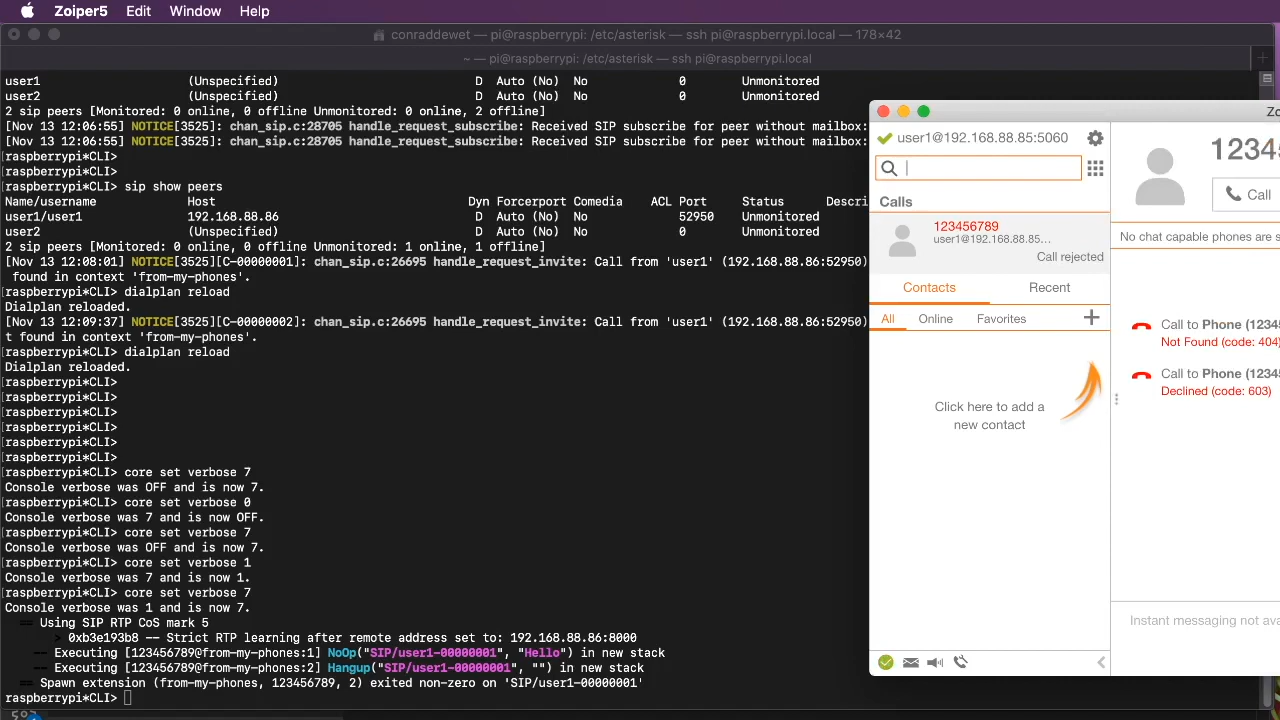 Zoiper5 Edit Window Help
conraddewet — pi@raspberrypi: /etc/asterisk — ssh pi@raspberrypi.local — 178×42
~ — pi@raspberrypi: /etc/asterisk — ssh pi@raspberrypi.local
user1 (Unspecified) D Auto (No) No 0 Unmonitored
user2 (Unspecified) D Auto (No) No 0 Unmonitored
2 sip peers [Monitored: 0 online, 0 offline Unmonitored: 0 online, 2 offline]
[Nov 13 12:06:55] NOTICE[3525]: chan_sip.c:28705 handle_request_subscribe: Received SIP subscribe for peer without mailbox:
[Nov 13 12:06:55] NOTICE[3525]: chan_sip.c:28705 handle_request_subscribe: Received SIP subscribe for peer without mailbox:
raspberrypi*CLI>
raspberrypi*CLI>
raspberrypi*CLI> sip show peers
Name/username Host Dyn Forcerport Comedia ACL Port Status Descri
user1/user1 192.168.88.86 D Auto (No) No 52950 Unmonitored
user2 (Unspecified) D Auto (No) No 0 Unmonitored
2 sip peers [Monitored: 0 online, 0 offline Unmonitored: 1 online, 1 offline]
[Nov 13 12:08:01] NOTICE[3525][C-00000001]: chan_sip.c:26695 handle_request_invite: Call from 'user1' (192.168.88.86:52950)
found in context 'from-my-phones'.
raspberrypi*CLI> dialplan reload
Dialplan reloaded.
[Nov 13 12:09:37] NOTICE[3525][C-00000002]: chan_sip.c:26695 handle_request_invite: Call from 'user1' (192.168.88.86:52950)
t found in context 'from-my-phones'.
raspberrypi*CLI> dialplan reload
Dialplan reloaded.
raspberrypi*CLI>
raspberrypi*CLI>
raspberrypi*CLI>
raspberrypi*CLI>
raspberrypi*CLI>
raspberrypi*CLI>
raspberrypi*CLI> core set verbose 7
Console verbose was OFF and is now 7.
raspberrypi*CLI> core set verbose 0
Console verbose was 7 and is now OFF.
raspberrypi*CLI> core set verbose 7
Console verbose was OFF and is now 7.
raspberrypi*CLI> core set verbose 1
Console verbose was 7 and is now 1.
raspberrypi*CLI> core set verbose 7
Console verbose was 1 and is now 7.
== Using SIP RTP CoS mark 5
> 0xb3e193b8 -- Strict RTP learning after remote address set to: 192.168.88.86:8000
-- Executing [123456789@from-my-phones:1] NoOp("SIP/user1-00000001", "Hello") in new stack
-- Executing [123456789@from-my-phones:2] Hangup("SIP/user1-00000001", "") in new stack
== Spawn extension (from-my-phones, 123456789, 2) exited non-zero on 'SIP/user1-00000001'
raspberrypi*CLI>
Zo
user1@192.168.88.85:5060
Calls
123456789
user1@192.168.88.85...
Call rejected
Contacts Recent
All Online Favorites
Click here to add a
new contact
12345
Call
No chat capable phones are s
Call to Phone (12345
Not Found (code: 404)
Call to Phone (12345
Declined (code: 603)
Instant messaging not ava